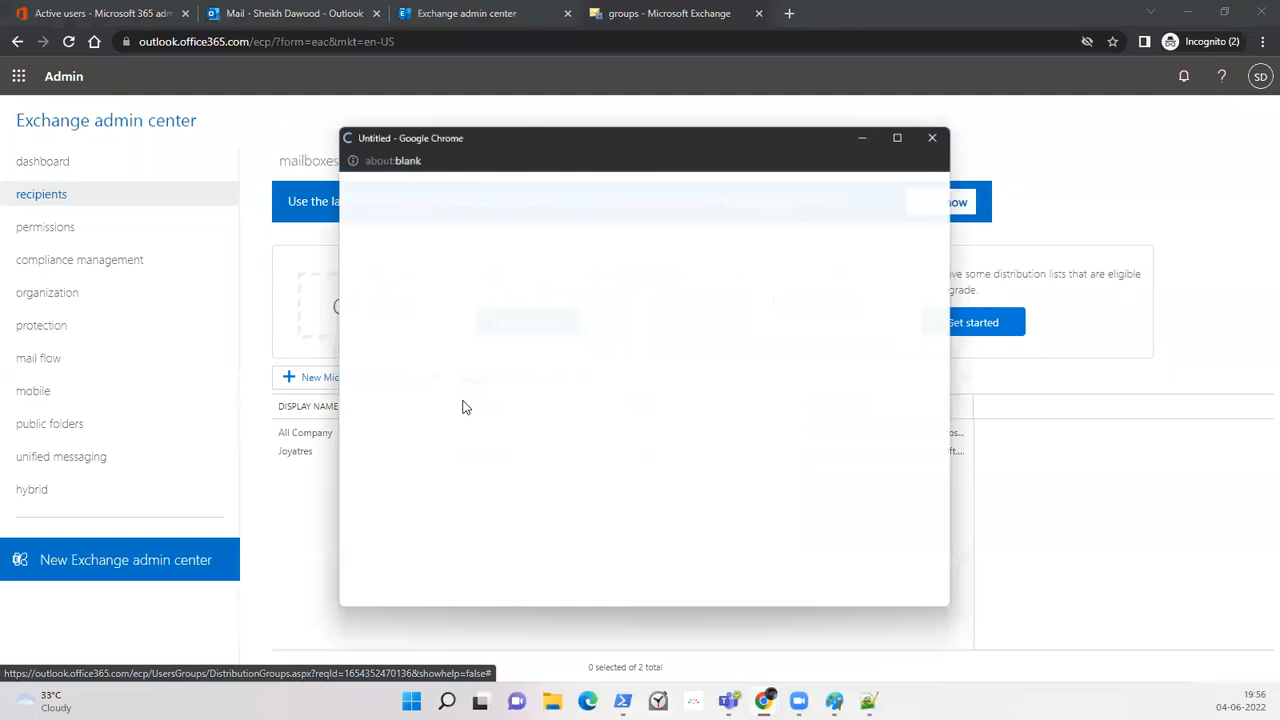 Active users - Microsoft 365 adm
Mail - Sheikh Dawood - Outlook
Exchange admin center
groups - Microsoft Exchange
outlook.office365.com/ecp/?form=eac&mkt=en-US
Incognito (2)
Admin
SD
Exchange admin center
dashboard
recipients
permissions
compliance management
organization
protection
mail flow
mobile
public folders
unified messaging
hybrid
New Exchange admin center
mailboxes
Use the la
Untitled - Google Chrome
about:blank
now
ve some distribution lists that are eligible
grade.
Get started
New Mic
DISPLAY NAME
All Company
Joyatres
ps...
ft....
0 selected of 2 total
https://outlook.office365.com/ecp/UsersGroups/DistributionGroups.aspx?reqId=1654352470136&showhelp=false#
33°C
Cloudy
19:56
04-06-2022